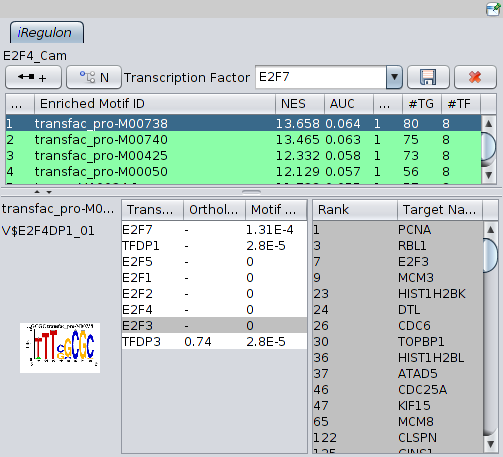 iRegulon
E2F4_Cam
+ N Transcription Factor E2F7
... Enriched Motif ID NES AUC ... #TG #TF
1 transfac_pro-M00738 13.658 0.064 1 80 8
2 transfac_pro-M00740 13.465 0.063 1 75 8
3 transfac_pro-M00425 12.332 0.058 1 73 8
4 transfac_pro-M00050 12.129 0.057 1 56 8
transfac_pro-M0...
V$E2F4DP1_01
Trans... Orthol... Motif ...
E2F7 - 1.31E-4
TFDP1 - 2.8E-5
E2F5 - 0
E2F1 - 0
E2F2 - 0
E2F4 - 0
E2F3 - 0
TFDP3 0.74 2.8E-5
Rank Target Na...
1 PCNA
3 RBL1
7 E2F3
9 MCM3
23 HIST1H2BK
24 DTL
26 CDC6
30 TOPBP1
36 HIST1H2BL
37 ATAD5
46 CDC25A
47 KIF15
65 MCM8
122 CLSPN
125 GINS1